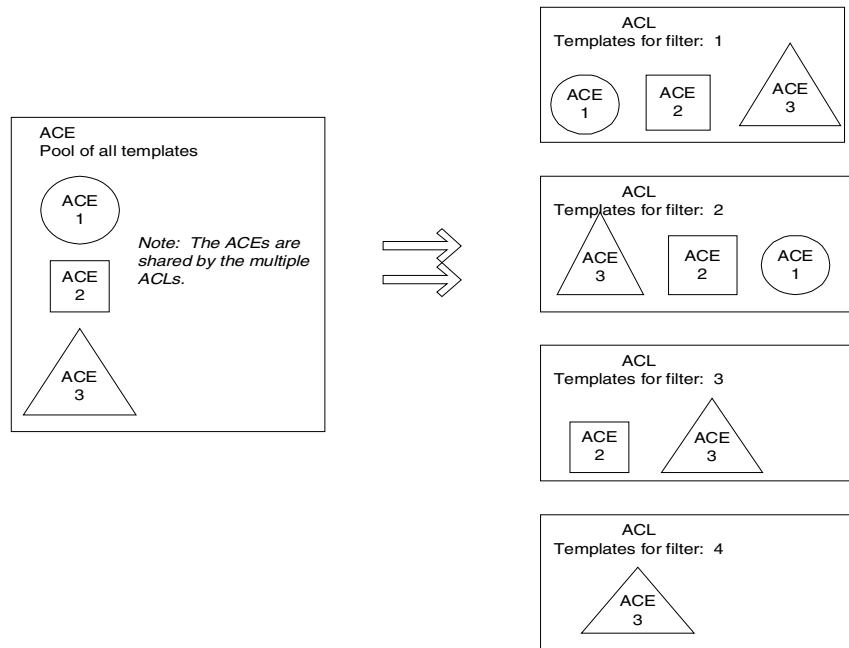 ACE
Pool of all templates
ACE
1
ACE
2
ACE
3
Note: The ACEs are
shared by the multiple
ACLs.
ACL
Templates for filter: 1
ACE
1
ACE
2
ACE
3
ACL
Templates for filter: 2
ACE
3
ACE
2
ACE
1
ACL
Templates for filter: 3
ACE
2
ACE
3
ACL
Templates for filter: 4
ACE
3